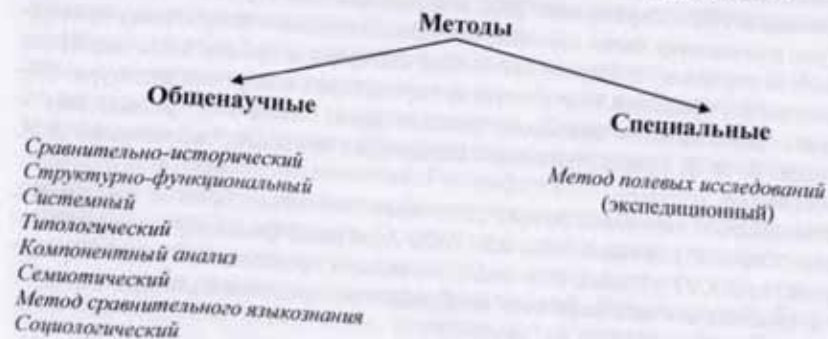 Методы
Общенаучные
Специальные
Сравнительно-исторический
Структурно-функциональный
Системный
Типологический
Компонентный анализ
Семиотический
Метод сравнительного языкознания
Социологический
Метод полевых исследований
(экспедиционный)